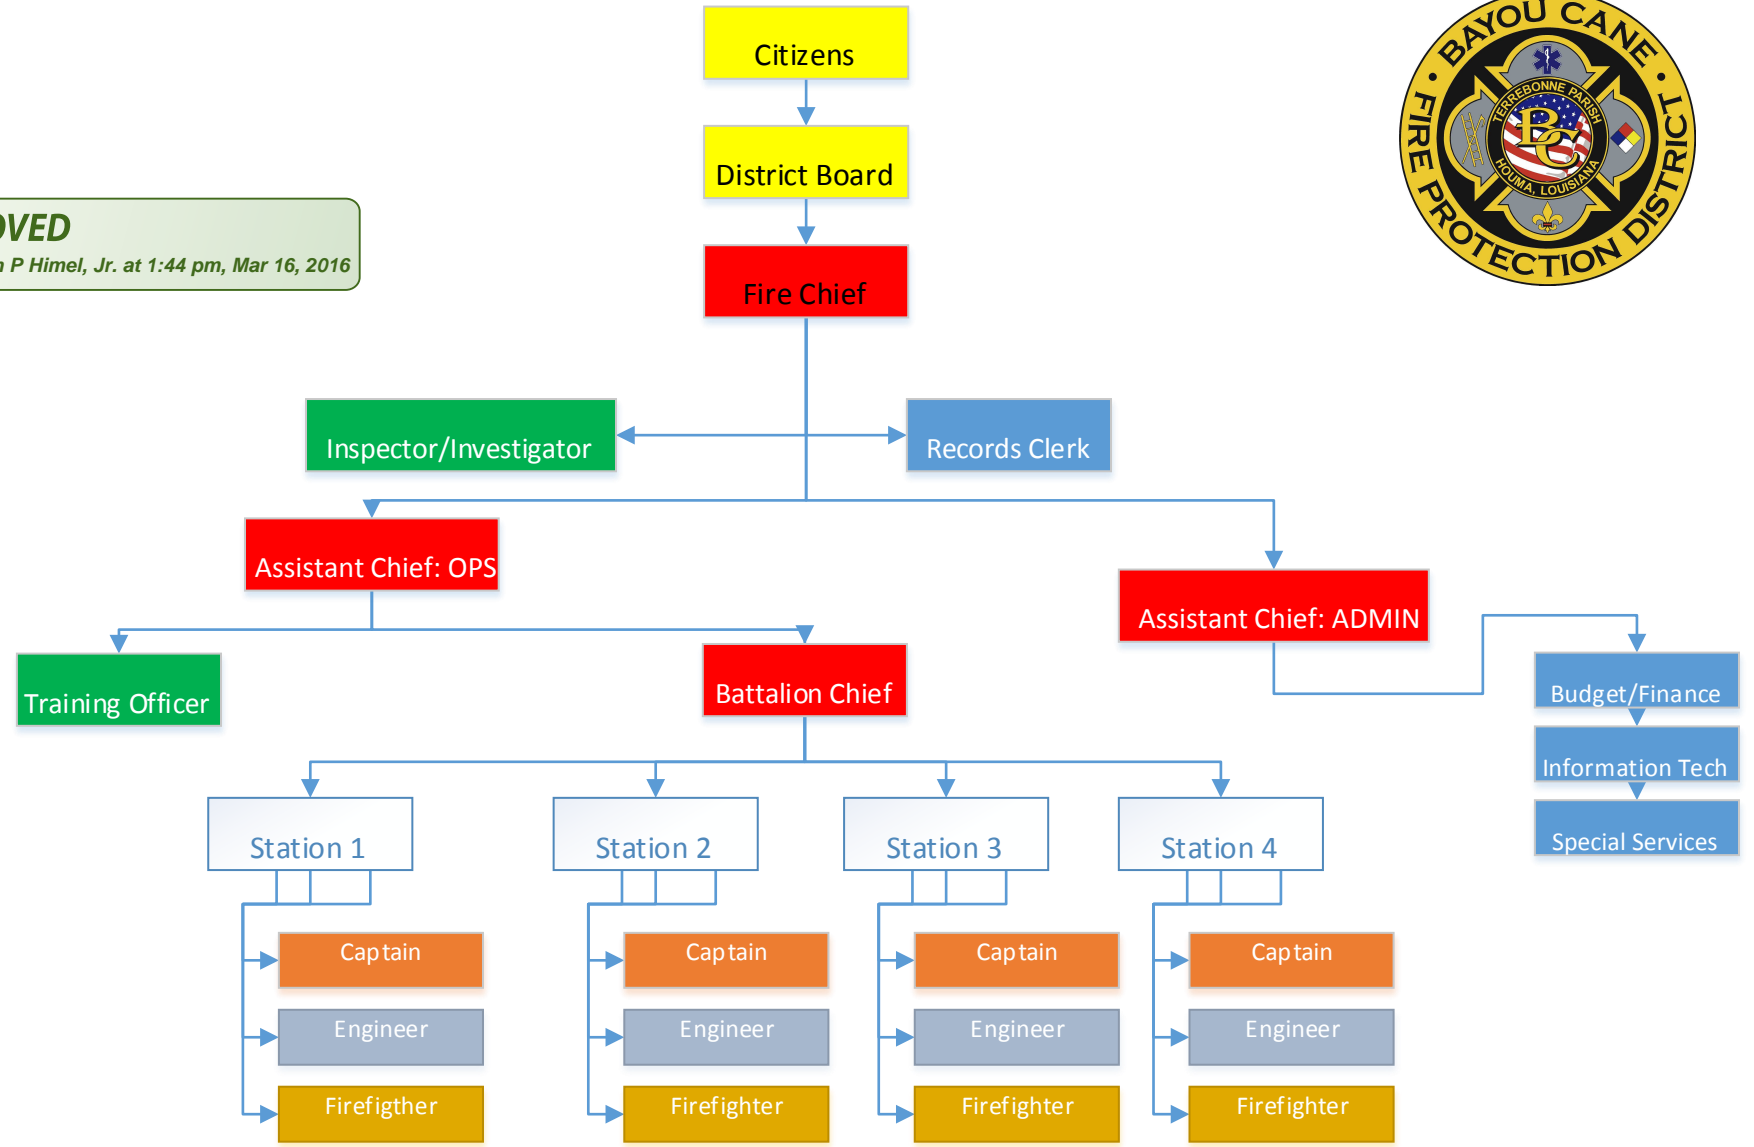 Citizens
BAYOU CANE
FIRE PROTECTION DISTRICT
TERREBONNE PARISH
BC
HOUMA, LOUISIANA
District Board
OVED
P Himel, Jr. at 1:44 pm, Mar 16, 2016
Fire Chief
Inspector/Investigator
Records Clerk
Assistant Chief: OPS
Assistant Chief: ADMIN
Training Officer
Battalion Chief
Budget/Finance
Information Tech
Special Services
Station 1
Station 2
Station 3
Station 4
Captain
Captain
Captain
Captain
Engineer
Engineer
Engineer
Engineer
Firefigther
Firefighter
Firefighter
Firefighter